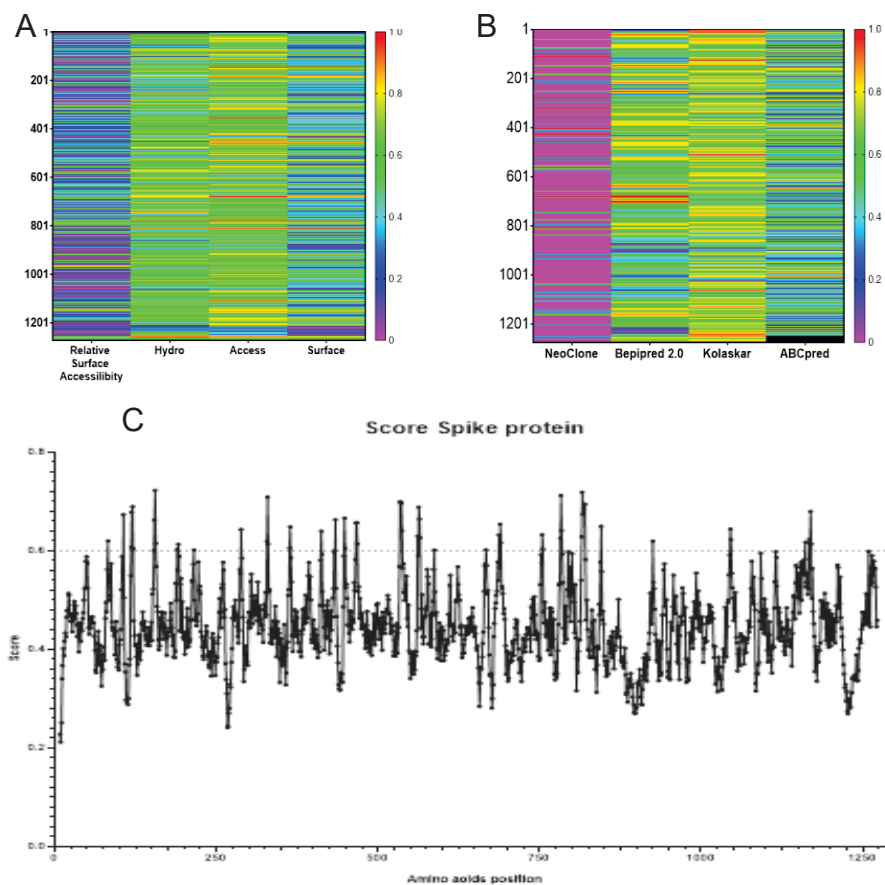 A
1
201
401
601
801
1001
1201
Relative
Surface
Accessilibity
Hydro
Access
Surface
1.0
0.8
0.6
0.4
0.2
0
B
1
201
401
601
801
1001
1201
NeoClone
Bepipred 2.0
Kolaskar
ABCpred
1.0
0.8
0.6
0.4
0.2
0
C
Score Spike protein
Score
0.8
0.6
0.4
0.2
0.0
0
250
500
750
1000
1250
Amino aoids position